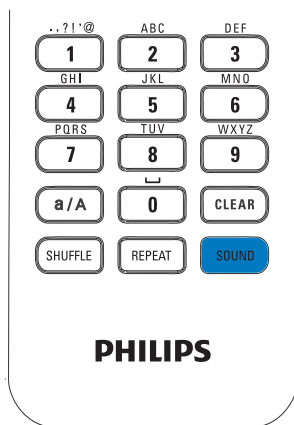 .,?!'@ ABC DEF
1 2 3
GHI JKL MNO
4 5 6
PQRS TUV WXYZ
7 8 9
a/A 0 CLEAR
SHUFFLE REPEAT SOUND
PHILIPS